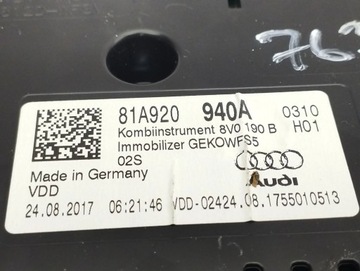 76
81A920 940A 0310
Kombiinstrument 8V0 190 B H01
Immobilizer GEKOWFS5
02S
Made in Germany
VDD
Audi
24.08.2017 06:21:46 VDD-02424.08.1755010513